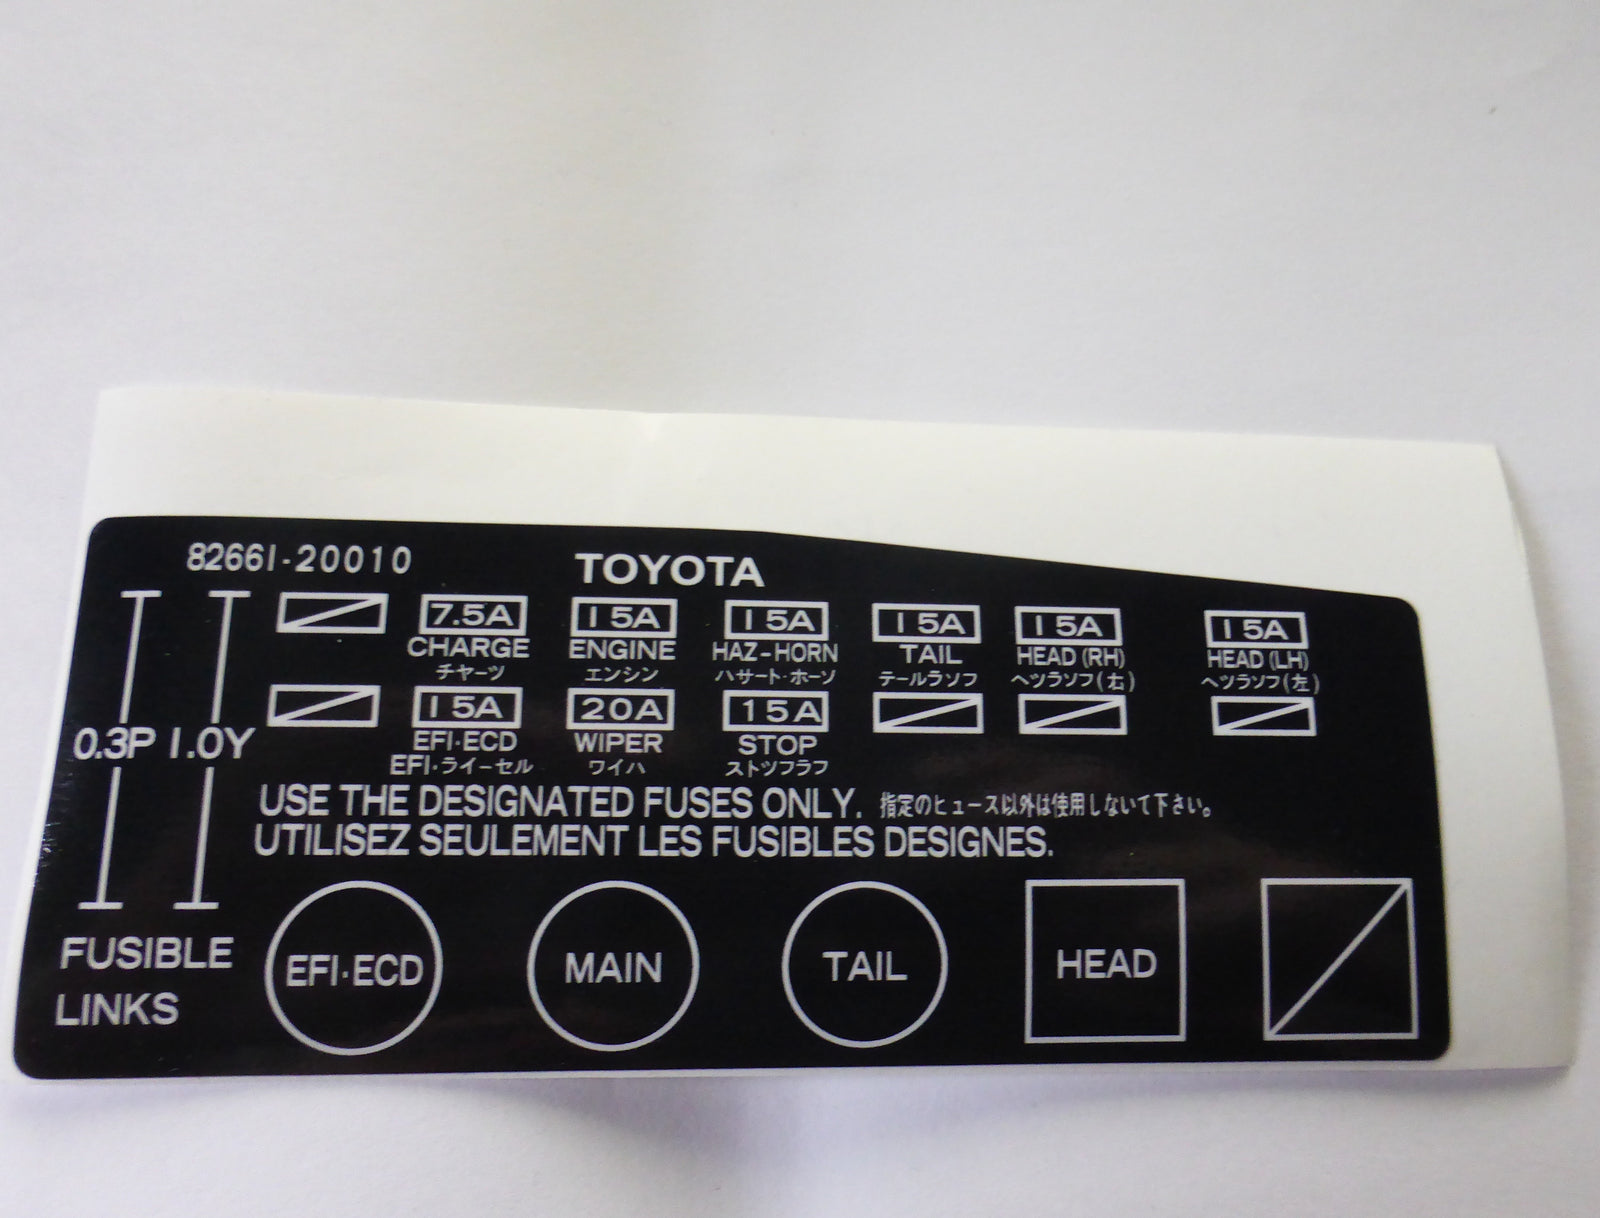 82661-20010 TOYOTA
7.5A 15A 15A 15A 15A 15A
CHARGE ENGINE HAZ-HORN TAIL HEAD (RH) HEAD (LH)
チヤーツ エンシン ハサート・ホーソ テールラソフ ヘツラソフ(右) ヘツラソフ(左)
15A 20A 15A
0.3P 1.0Y EFI·ECD WIPER STOP
EFI·ライーセル ワイハ ストツフラフ
USE THE DESIGNATED FUSES ONLY. 指定のヒュース以外は使用しないて下さい。
UTILISEZ SEULEMENT LES FUSIBLES DESIGNES.
FUSIBLE
LINKS
EFI·ECD MAIN TAIL HEAD